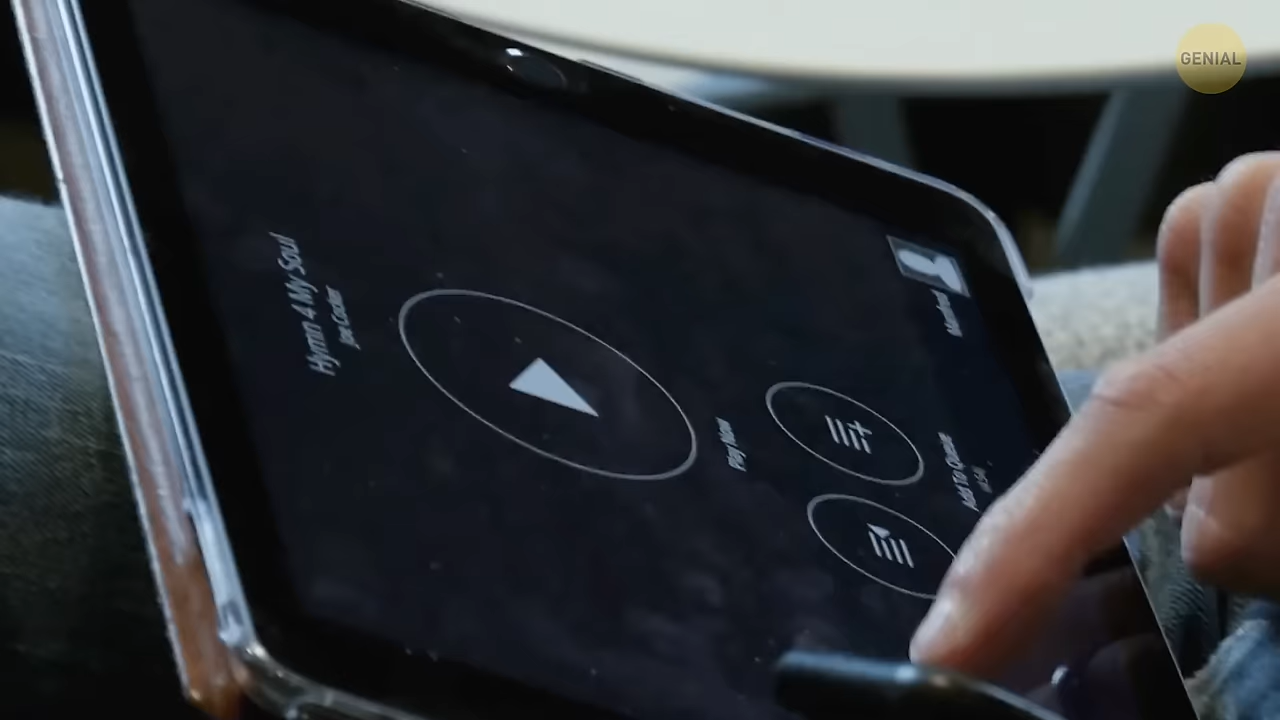 GENIAL
Hymn 4 My Soul
Joe Cocker
Play Now
Add To Queue